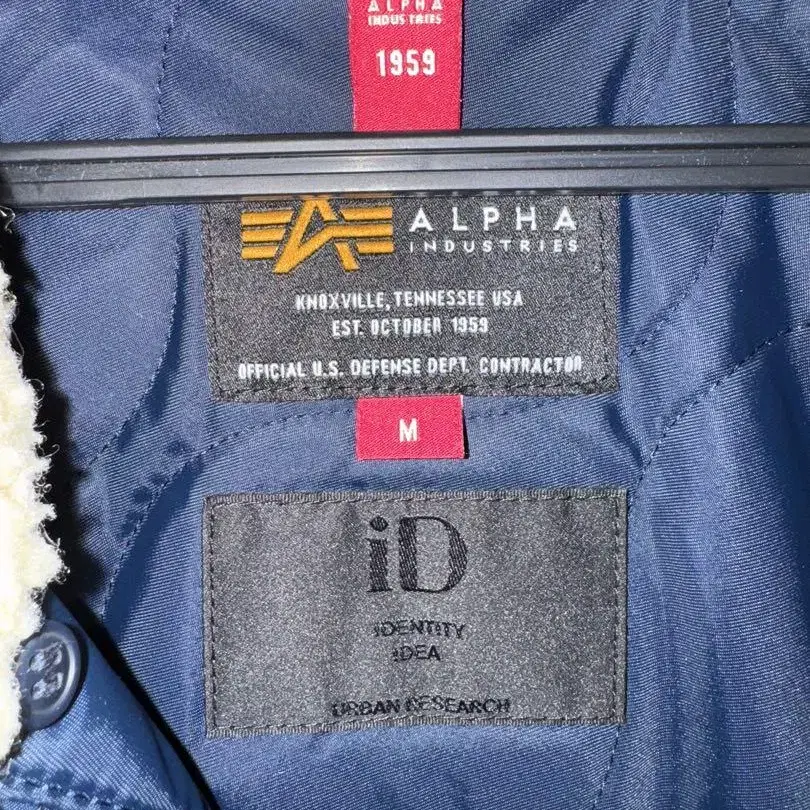 ALPHA
INDUSTRIES
1959
ALPHA
INDUSTRIES
KNOXVILLE, TENNESSEE USA
EST. OCTOBER 1959
OFFICIAL U.S. DEFENSE DEPT. CONTRACTOR
M
iD
iDENTITY
iDEA
URBAN RESEARCH